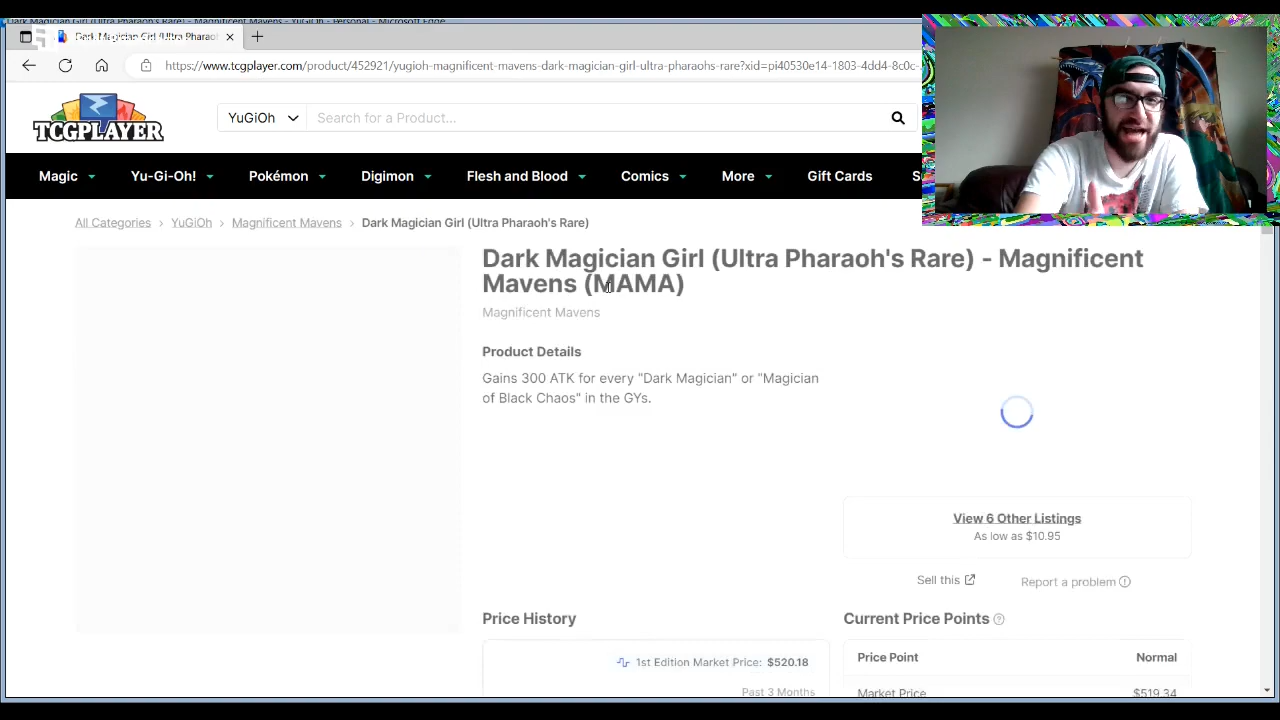 Dark Magician Girl (Ultra Pharaoh's Rare) - Magnificent Mavens - YuGiOh - Personal - Microsoft Edge
Dark Magician Girl (Ultra Pharaoh
https://www.tcgplayer.com/product/452921/yugioh-magnificent-mavens-dark-magician-girl-ultra-pharaohs-rare?xid=pi40530e14-1803-4dd4-8c0c-
TCGPLAYER
YuGiOh
Search for a Product...
Magic
Yu-Gi-Oh!
Pokémon
Digimon
Flesh and Blood
Comics
More
Gift Cards
All Categories > YuGiOh > Magnificent Mavens > Dark Magician Girl (Ultra Pharaoh's Rare)
Dark Magician Girl (Ultra Pharaoh's Rare) - Magnificent
Mavens (MAMA)
Magnificent Mavens
Product Details
Gains 300 ATK for every "Dark Magician" or "Magician
of Black Chaos" in the GYs.
View 6 Other Listings
As low as $10.95
Sell this
Report a problem
Price History
1st Edition Market Price: $520.18
Past 3 Months
Current Price Points
Price Point Normal
Market Price $519.34